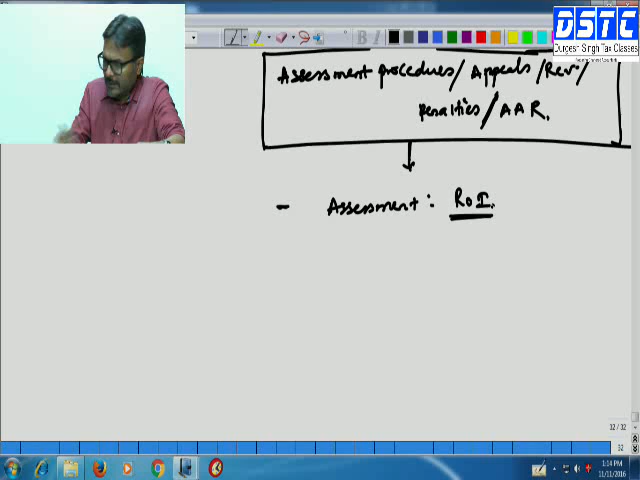 DSTC
Durgesh Singh Tax Classes
Assessment procedures/ Appeals /Rev/
Penalties / AAR.
- Assessment: RoI.
12 / 32
32
1:14 PM
11/11/2016